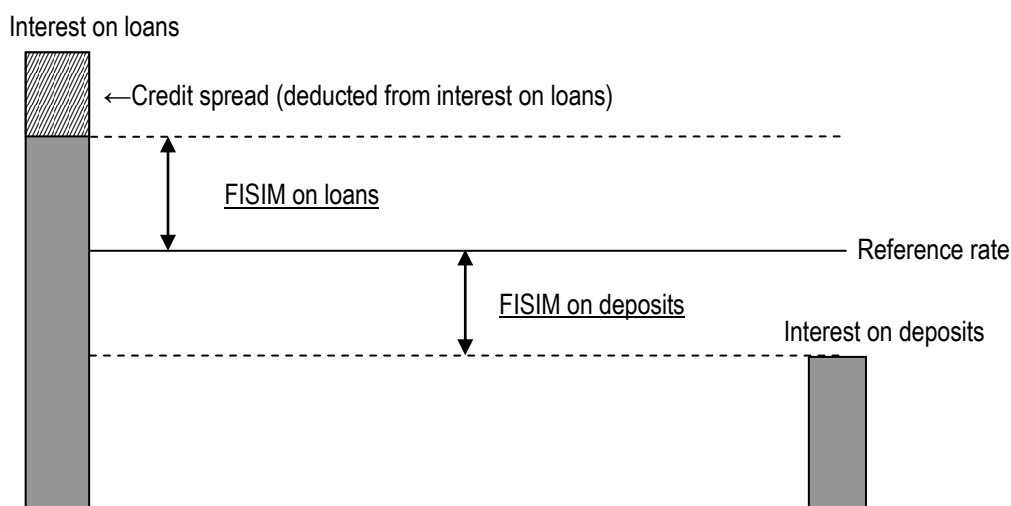 Interest on loans
←Credit spread (deducted from interest on loans)
FISIM on loans
Reference rate
FISIM on deposits
Interest on deposits